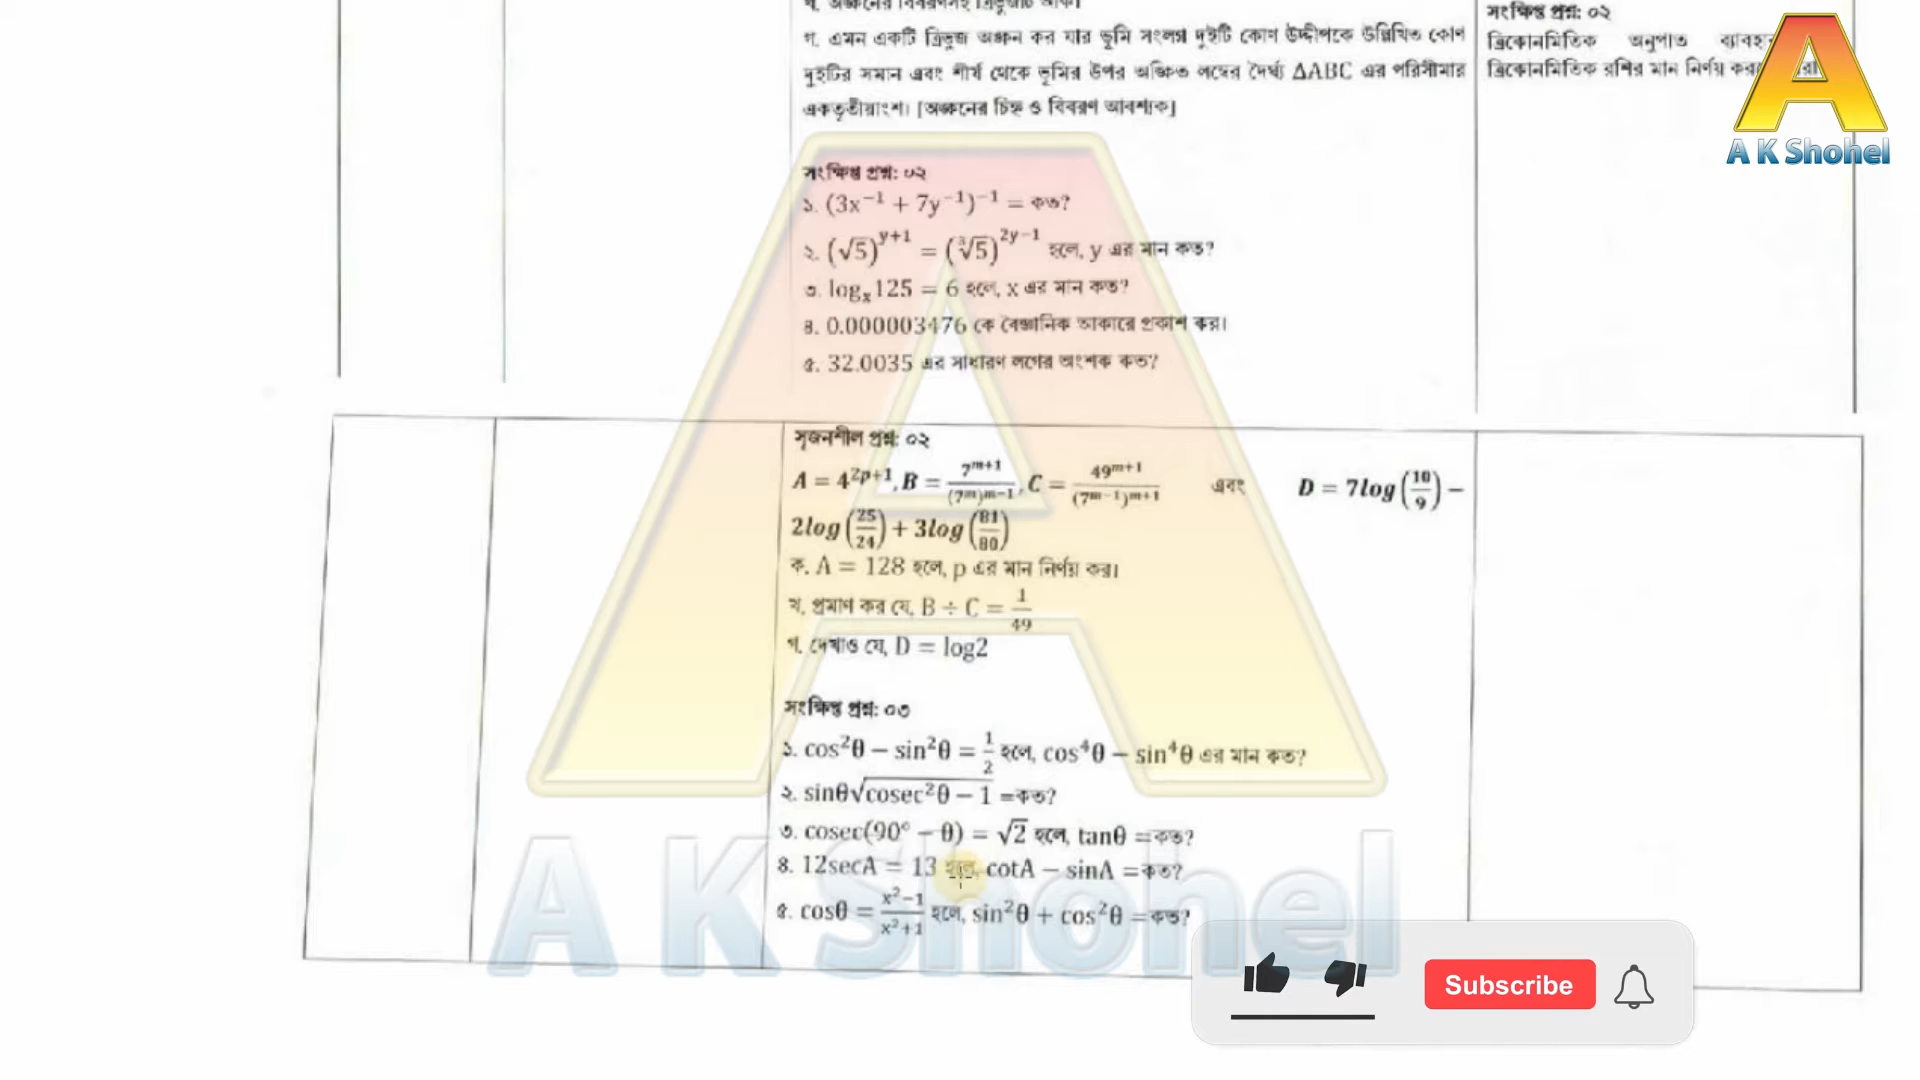 খ. অঙ্কনের বিবরণসহ ত্রিভুজটি আঁক।
গ. এমন একটি ত্রিভুজ অঙ্কন কর যার ভূমি সংলগ্ন দুইটি কোণ উদ্দীপকে উল্লিখিত কোণ
দুইটির সমান এবং শীর্ষ থেকে ভূমির উপর অঙ্কিত লম্বের দৈর্ঘ্য ΔABC এর পরিসীমার
একতৃতীয়াংশ। [অঙ্কনের চিহ্ন ও বিবরণ আবশ্যক]
সংক্ষিপ্ত প্রশ্ন: ০২
১. (3x⁻¹ + 7y⁻¹)⁻¹ = কত?
২. (√5)^{y+1} = (∛5)^{2y−1} হলে, y এর মান কত?
৩. logₓ125 = 6 হলে, x এর মান কত?
৪. 0.000003476 কে বৈজ্ঞানিক আকারে প্রকাশ কর।
৫. 32.0035 এর সাধারণ লগের অংশক কত?
সংক্ষিপ্ত প্রশ্ন: ০২
ত্রিকোনমিতিক অনুপাত
ত্রিকোনমিতিক রশির মান নির্ণয়
A K Shohel
সৃজনশীল প্রশ্ন: ০২
A = 4^{2p+1}, B = 7^{m+1}/(7^m)^{m−1}, C = 49^{m+1}/(7^{m−1})^{m+1} এবং D = 7log(10/9) −
2log(25/24) + 3log(81/80)
ক. A = 128 হলে, p এর মান নির্ণয় কর।
খ. প্রমাণ কর যে, B ÷ C = 1/49
গ. দেখাও যে, D = log2
সংক্ষিপ্ত প্রশ্ন: ০৩
১. cos²θ − sin²θ = 1/2 হলে, cos⁴θ − sin⁴θ এর মান কত?
২. sinθ√(cosec²θ − 1) =কত?
৩. cosec(90° − θ) = √2 হলে, tanθ =কত?
৪. 12secA = 13 হলে, cotA − sinA =কত?
৫. cosθ = (x²−1)/(x²+1) হলে, sin²θ + cos²θ =কত?
A K Shohel
Subscribe